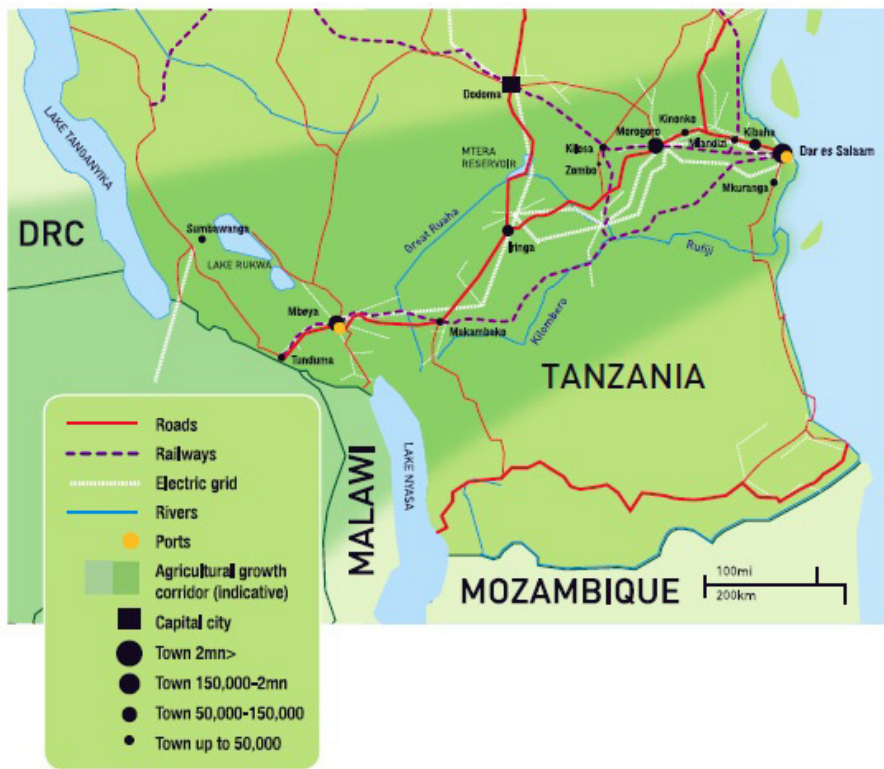 LAKE TANGANYIKA
Dodoma
MTERA
RESERVOIR
Kilosa
Zombo
Morogoro
Kinonko
Mlandizi
Kibaha
Dar es Salaam
Mkuranga
DRC
Sumbawanga
LAKE RUKWA
Great Ruaha
Iringa
Rufiji
Mbeya
Makambako
Kilombero
Tunduma
TANZANIA
MALAWI
LAKE NYASA
MOZAMBIQUE
100mi
200km
Roads
Railways
Electric grid
Rivers
Ports
Agricultural growth
corridor (indicative)
Capital city
Town 2mn>
Town 150,000-2mn
Town 50,000-150,000
Town up to 50,000